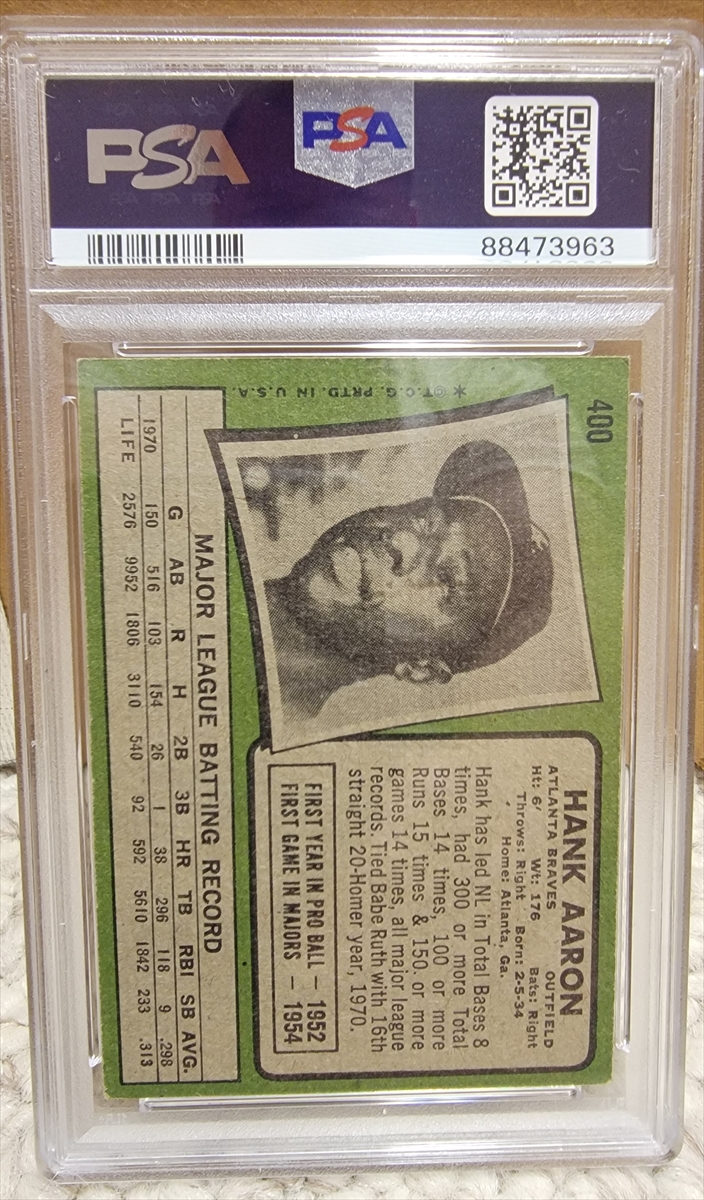 PSA
PSA
88473963
400
✶ © T.C.G. PRTD. IN U.S.A.
HANK AARON
ATLANTA BRAVES OUTFIELD
Ht: 6' Wt: 176 Bats: Right
Throws: Right Born: 2-5-34
Home: Atlanta, Ga.
Hank has led NL in Total Bases 8
times, had 300 or more Total
Bases 14 times, 100 or more
Runs 15 times & 150. or more
games 14 times, all major league
records. Tied Babe Ruth with 16th
straight 20-Homer year, 1970.
FIRST YEAR IN PRO BALL — 1952
FIRST GAME IN MAJORS — 1954
MAJOR LEAGUE BATTING RECORD
G AB R H 2B 3B HR TB RBI SB AVG.
1970 150 516 103 154 26 1 38 296 118 9 .298
LIFE 2576 9952 1806 3110 540 92 592 5610 1842 233 .313